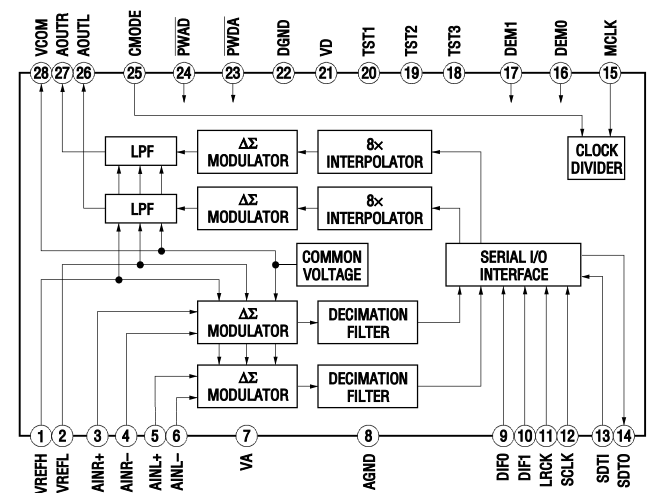 VCOM
AOUTR
AOUTL
CMODE
PWAD
PWDA
DGND
VD
TST1
TST2
TST3
DEM1
DEM0
MCLK
28
27
26
25
24
23
22
21
20
19
18
17
16
15
LPF
ΔΣ
MODULATOR
8×
INTERPOLATOR
CLOCK
DIVIDER
LPF
ΔΣ
MODULATOR
8×
INTERPOLATOR
COMMON
VOLTAGE
SERIAL I/O
INTERFACE
ΔΣ
MODULATOR
DECIMATION
FILTER
ΔΣ
MODULATOR
DECIMATION
FILTER
1
2
3
4
5
6
7
8
9
10
11
12
13
14
VREFH
VREFL
AINR+
AINR−
AINL+
AINL−
VA
AGND
DIF0
DIF1
LRCK
SCLK
SDTI
SDTO